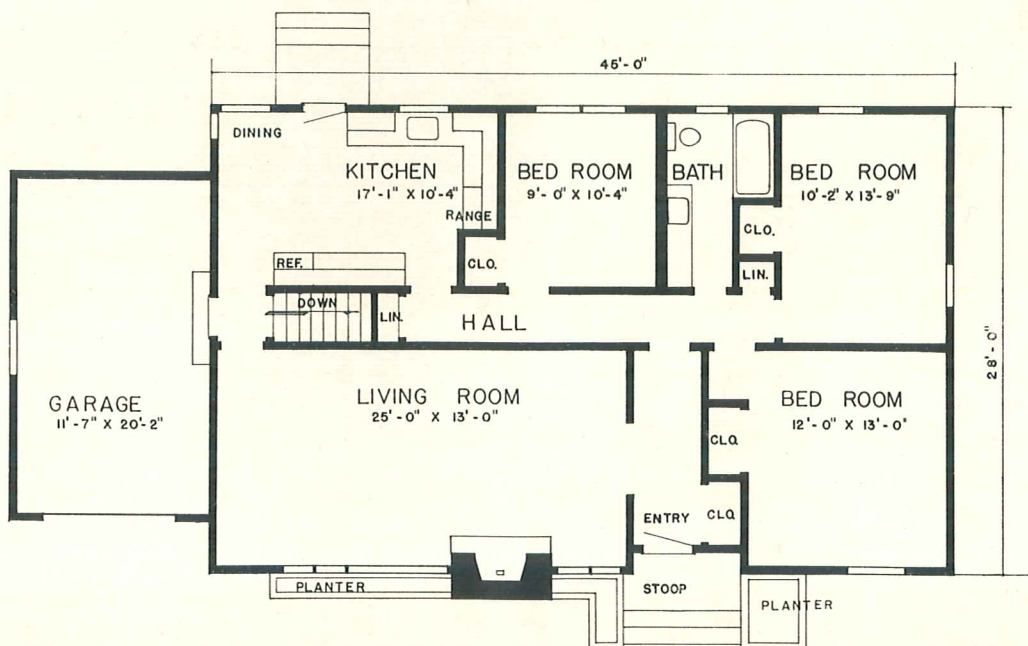 45'-0"
DINING
KITCHEN
17'-1" X 10'-4"
RANGE
REF.
BED ROOM
9'-0" X 10'-4"
CLO.
BATH
BED ROOM
10'-2" X 13'-9"
CLO.
LIN.
DOWN
LIN.
HALL
28'-0"
GARAGE
11'-7" X 20'-2"
LIVING ROOM
25'-0" X 13'-0"
BED ROOM
12'-0" X 13'-0"
CLO.
ENTRY
CLO.
PLANTER
STOOP
PLANTER